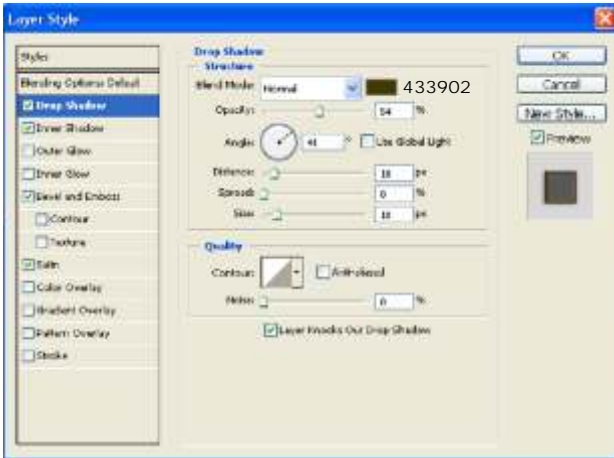 Layer Style
Styles
Blending Options: Default
Drop Shadow
Inner Shadow
Outer Glow
Inner Glow
Bevel and Emboss
Contour
Texture
Satin
Color Overlay
Gradient Overlay
Pattern Overlay
Stroke
Drop Shadow
Structure
Blend Mode: Normal 433902
Opacity: 54 %
Angle: 41 ° Use Global Light
Distance: 10 px
Spread: 0 %
Size: 10 px
Quality
Contour: Anti-aliased
Noise: 0 %
Layer Knocks Out Drop Shadow
OK
Cancel
New Style...
Preview